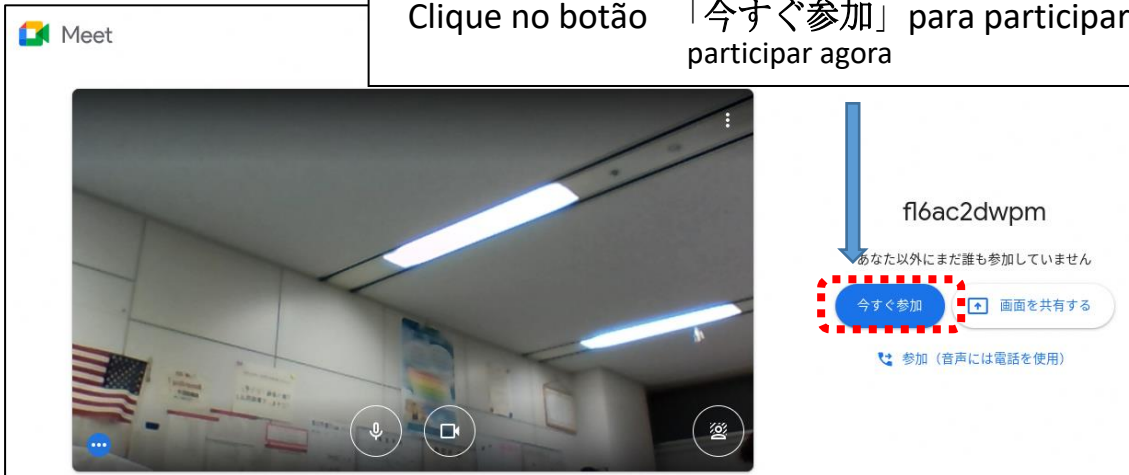 Meet
Clique no botão 「今すぐ参加」 para participar
participar agora
fl6ac2dwpm
あなた以外にまだ誰も参加していません
今すぐ参加
画面を共有する
参加（音声には電話を使用）